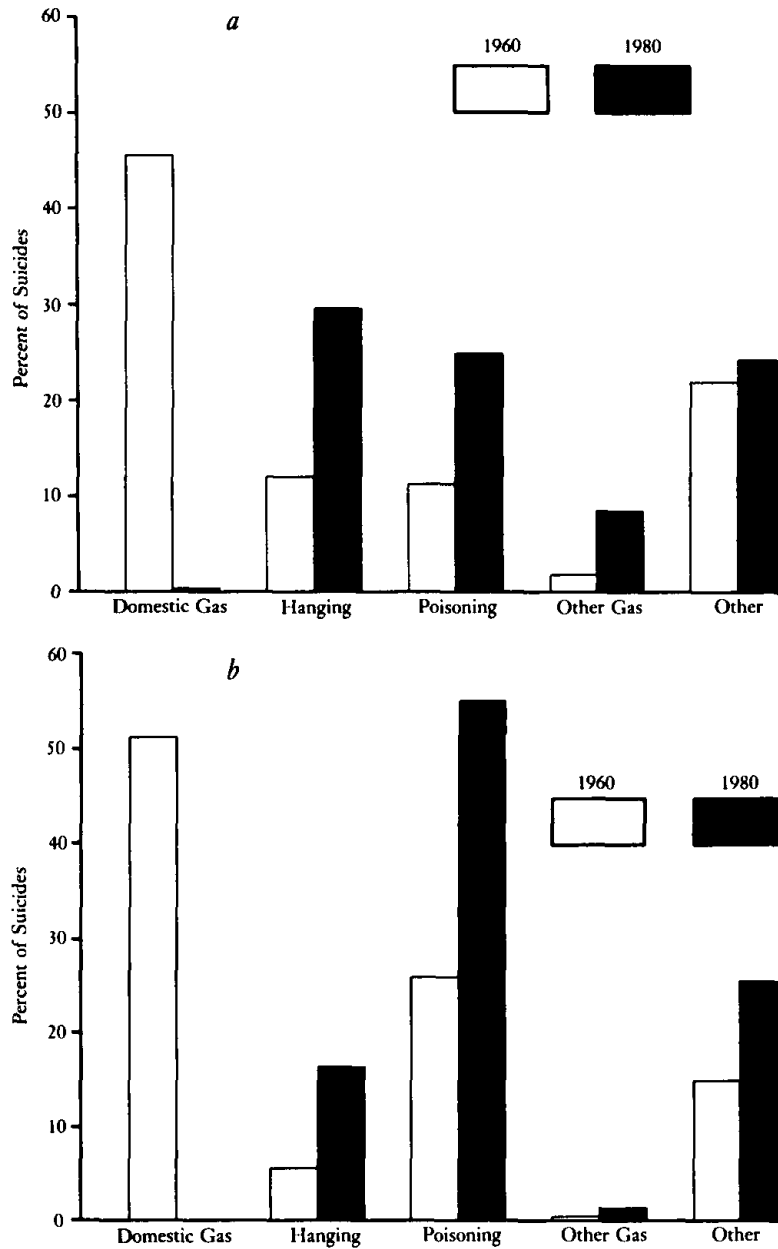 a
1960 1980
60
50
40
30
20
10
0
Percent of Suicides
Domestic Gas Hanging Poisoning Other Gas Other
b
1960 1980
60
50
40
30
20
10
0
Percent of Suicides
Domestic Gas Hanging Poisoning Other Gas Other